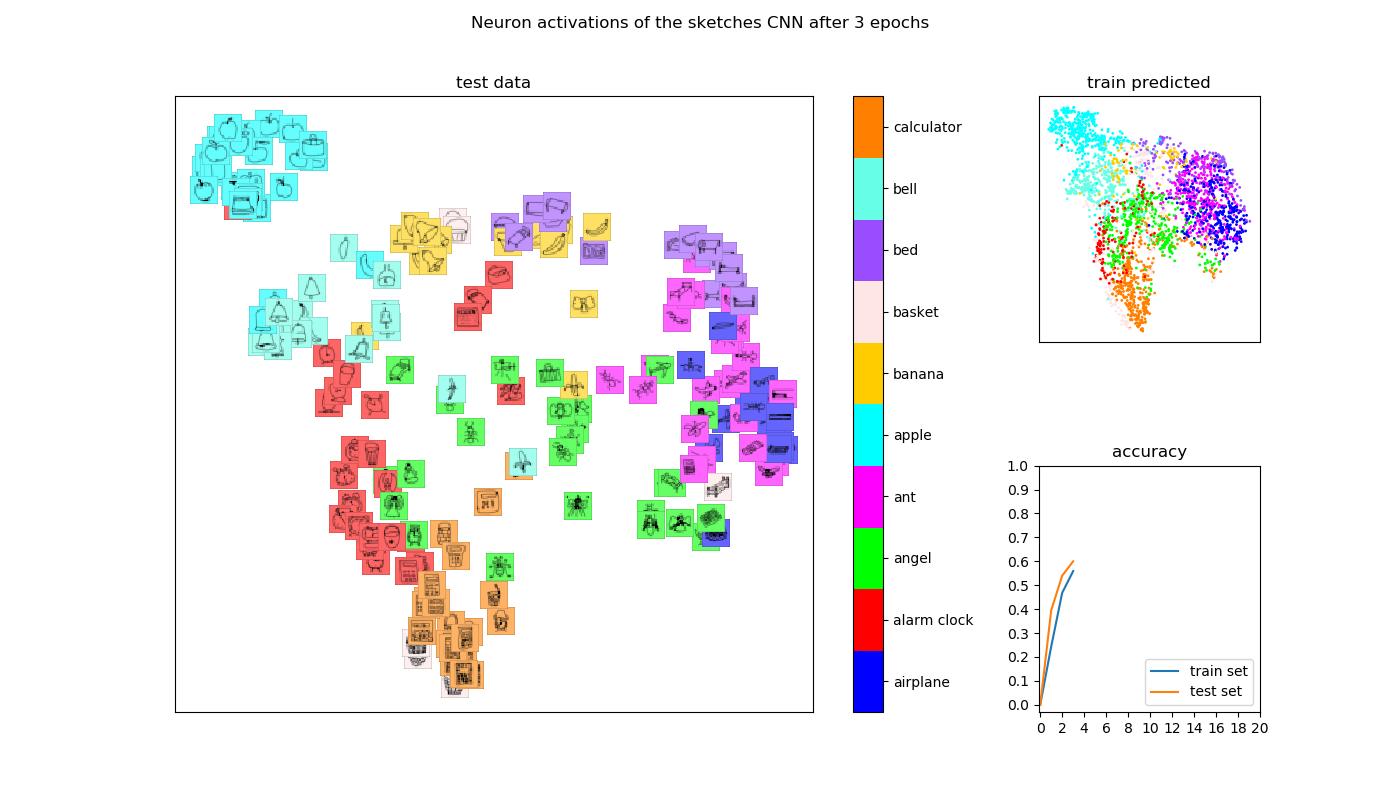 Neuron activations of the sketches CNN after 3 epochs
test data
calculator
bell
bed
basket
banana
apple
ant
angel
alarm clock
airplane
train predicted
accuracy
1.0
0.9
0.8
0.7
0.6
0.5
0.4
0.3
0.2
0.1
0.0
0 2 4 6 8 10 12 14 16 18 20
train set
test set